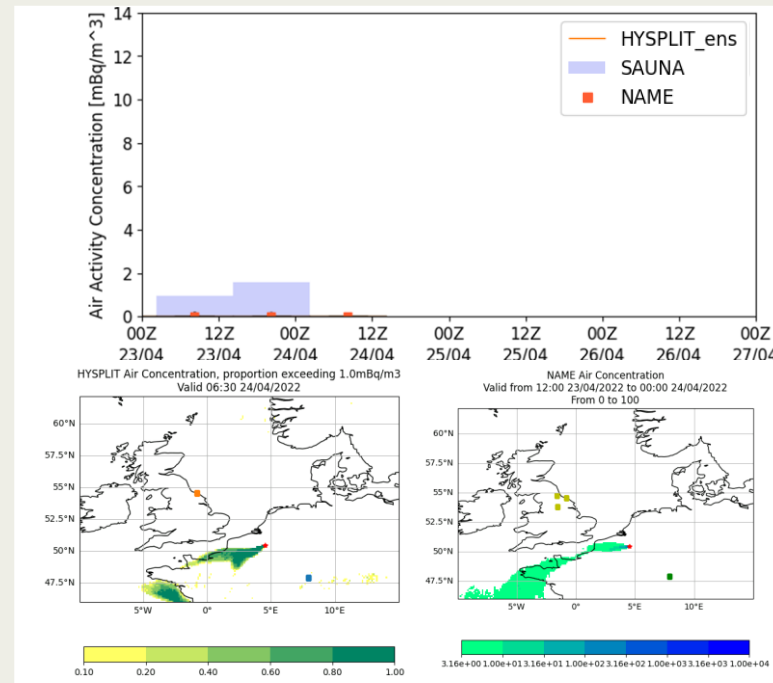 Air Activity Concentration [mBq/m^3]
14
12
10
8
6
4
2
0
HYSPLIT_ens
SAUNA
NAME
00Z 12Z 00Z 12Z 00Z 12Z 00Z 12Z 00Z
23/04 23/04 24/04 24/04 25/04 25/04 26/04 26/04 27/04
HYSPLIT Air Concentration, proportion exceeding 1.0mBq/m3
Valid 06:30 24/04/2022
60°N
57.5°N
55°N
52.5°N
50°N
47.5°N
5°W 0° 5°E 10°E
0.10 0.20 0.40 0.60 0.80 1.00
NAME Air Concentration
Valid from 12:00 23/04/2022 to 00:00 24/04/2022
From 0 to 100
60°N
57.5°N
55°N
52.5°N
50°N
47.5°N
5°W 0° 5°E 10°E
3.16e+00 1.00e+01 3.16e+01 1.00e+02 3.16e+02 1.00e+03 3.16e+03 1.00e+04